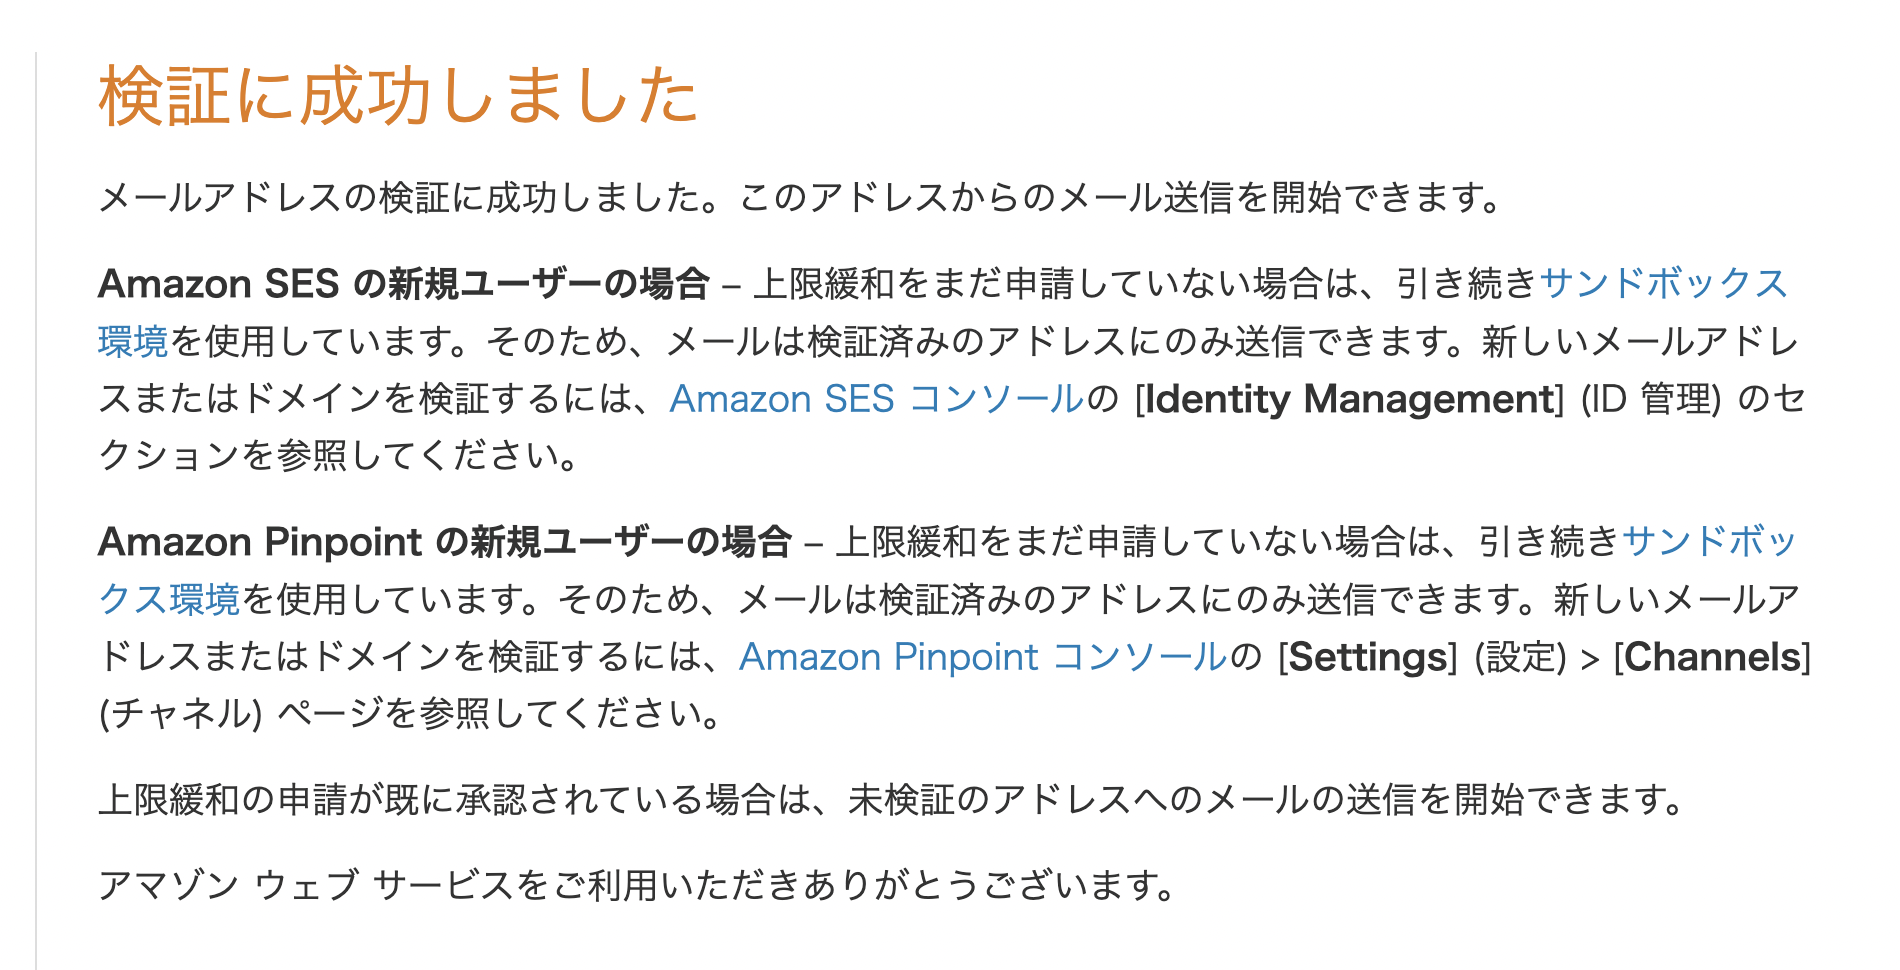 検証に成功しました
メールアドレスの検証に成功しました。このアドレスからのメール送信を開始できます。
Amazon SES の新規ユーザーの場合 – 上限緩和をまだ申請していない場合は、引き続きサンドボックス
環境を使用しています。そのため、メールは検証済みのアドレスにのみ送信できます。新しいメールアドレ
スまたはドメインを検証するには、Amazon SES コンソールの [Identity Management] (ID 管理) のセ
クションを参照してください。
Amazon Pinpoint の新規ユーザーの場合 – 上限緩和をまだ申請していない場合は、引き続きサンドボッ
クス環境を使用しています。そのため、メールは検証済みのアドレスにのみ送信できます。新しいメールア
ドレスまたはドメインを検証するには、Amazon Pinpoint コンソールの [Settings] (設定) > [Channels]
(チャネル) ページを参照してください。
上限緩和の申請が既に承認されている場合は、未検証のアドレスへのメールの送信を開始できます。
アマゾン ウェブ サービスをご利用いただきありがとうございます。